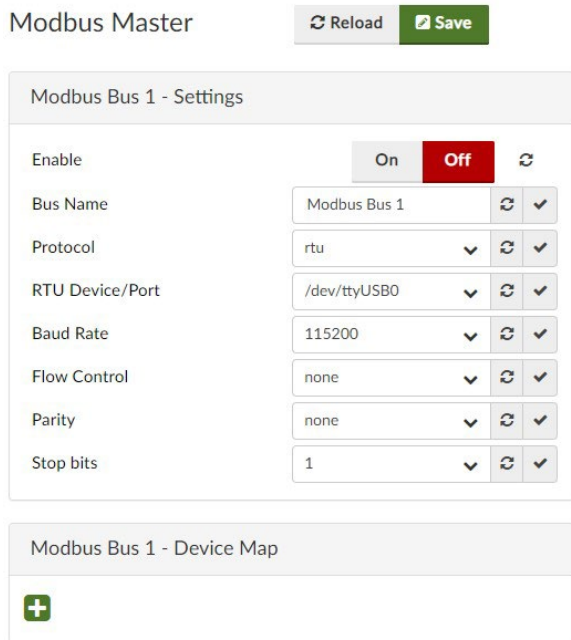 Modbus Master Reload Save
Modbus Bus 1 - Settings
Enable On Off
Bus Name Modbus Bus 1
Protocol rtu
RTU Device/Port /dev/ttyUSB0
Baud Rate 115200
Flow Control none
Parity none
Stop bits 1
Modbus Bus 1 - Device Map